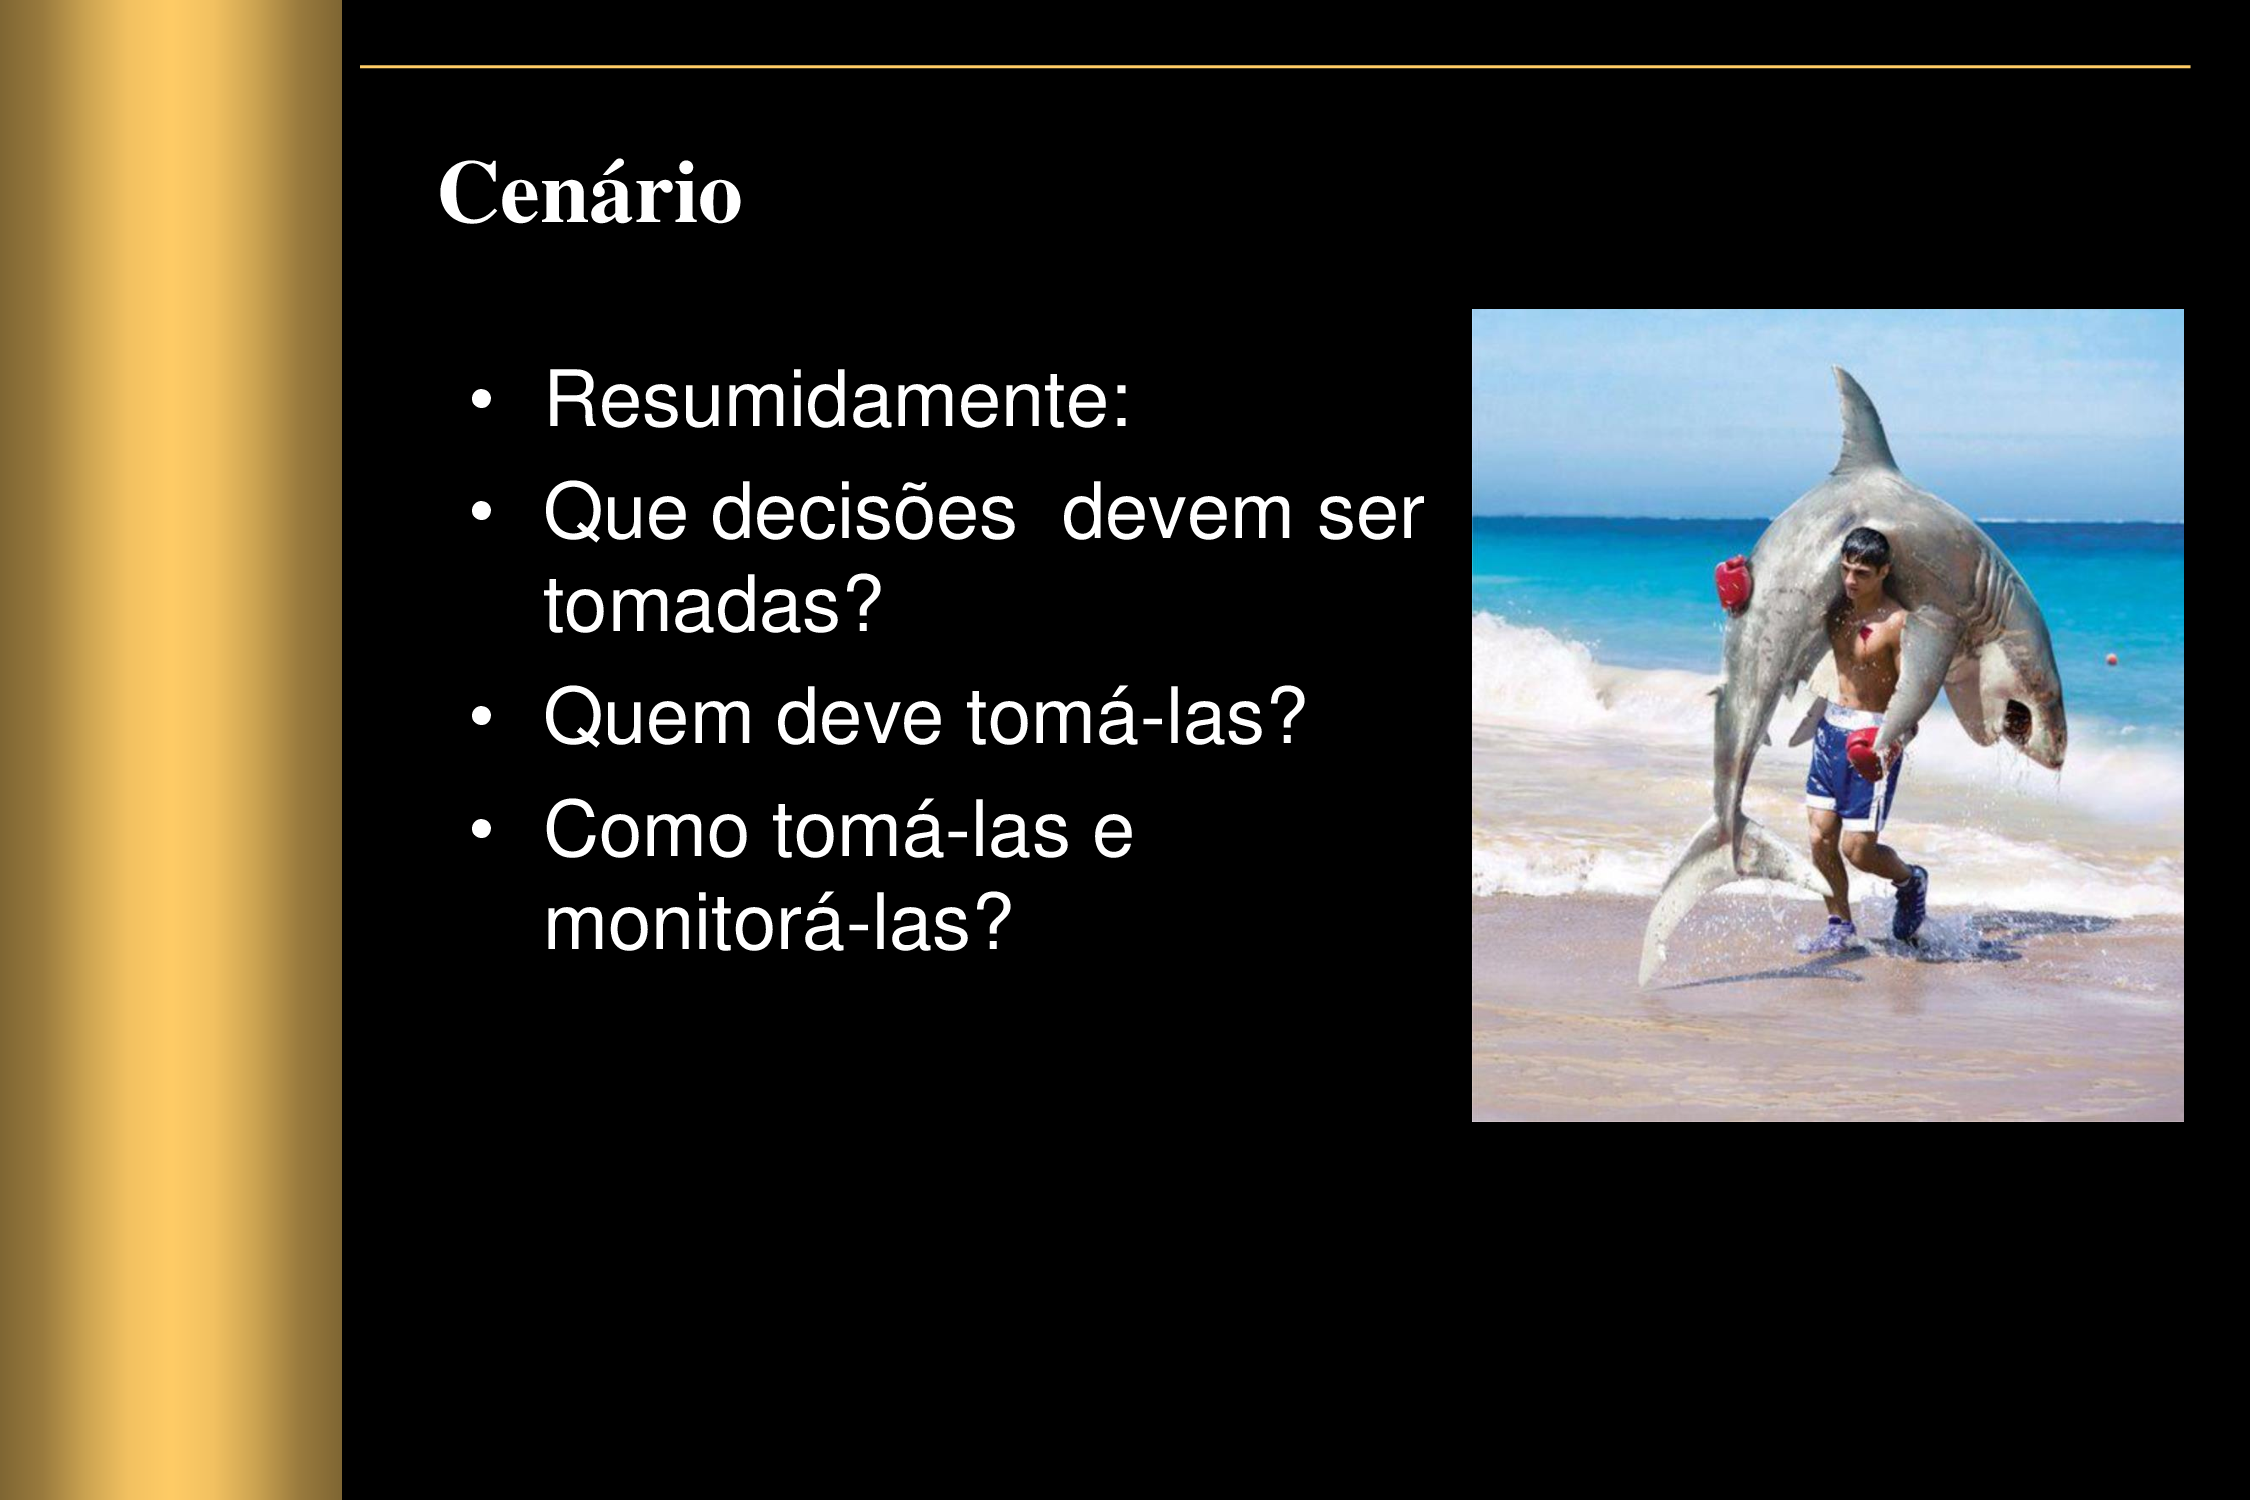 Cenário
• Resumidamente:
• Que decisões  devem ser
tomadas?
• Quem deve tomá-las?
• Como tomá-las e
monitorá-las?